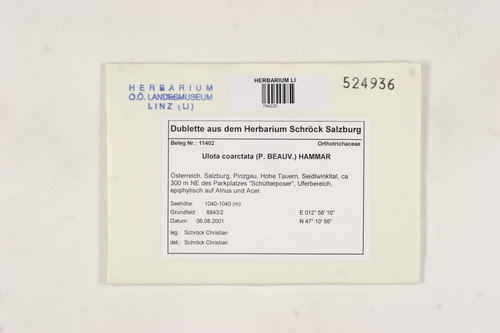 HERBARIUM
O.Ö. LANDESMUSEUM
LINZ (LI)
HERBARIUM LI
794020
524936
Dublette aus dem Herbarium Schröck Salzburg
Beleg Nr.: 11402 Orthotrichaceae
Ulota coarctata (P. BEAUV.) HAMMAR
Österreich, Salzburg, Pinzgau, Hohe Tauern, Seidlwinkltal, ca.
300 m NE des Parkplatzes "Schütterposer", Uferbereich,
epiphytisch auf Alnus und Acer.
Seehöhe: 1040-1040 (m)
Grundfeld: 8843/2 E 012° 56' 10"
Datum: 06.08.2001 N 47° 10' 56"
leg.: Schröck Christian
det.: Schröck Christian